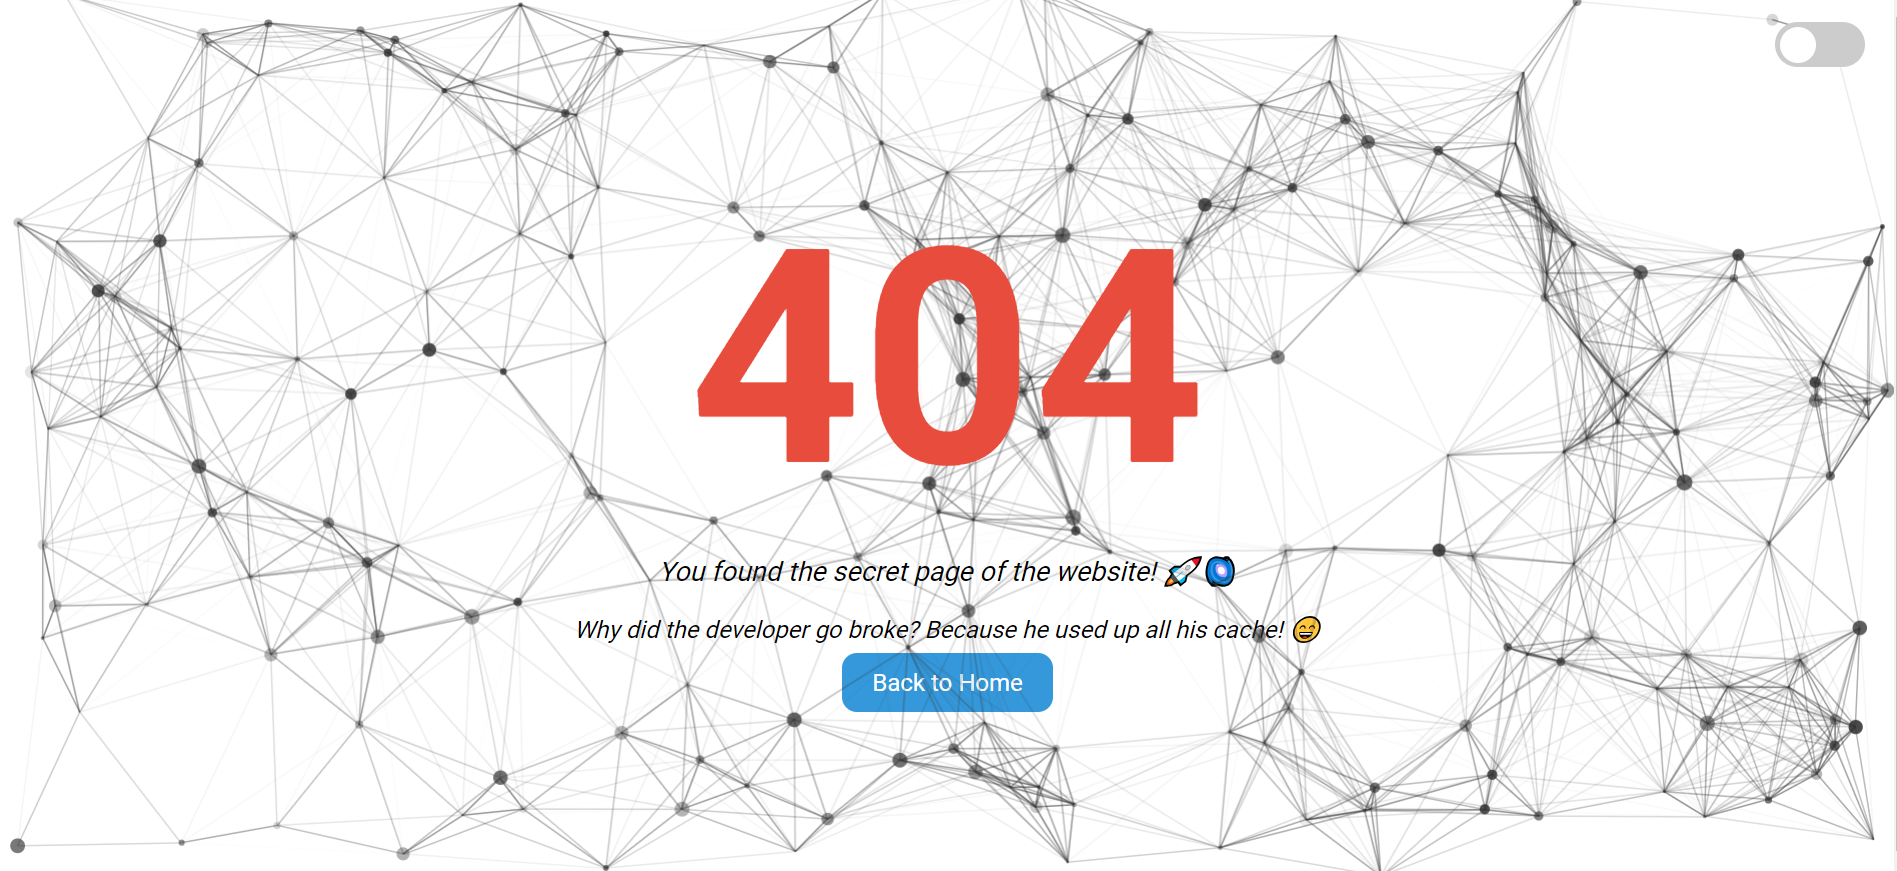 404
You found the secret page of the website! 🚀🌀
Why did the developer go broke? Because he used up all his cache! 😄
Back to Home